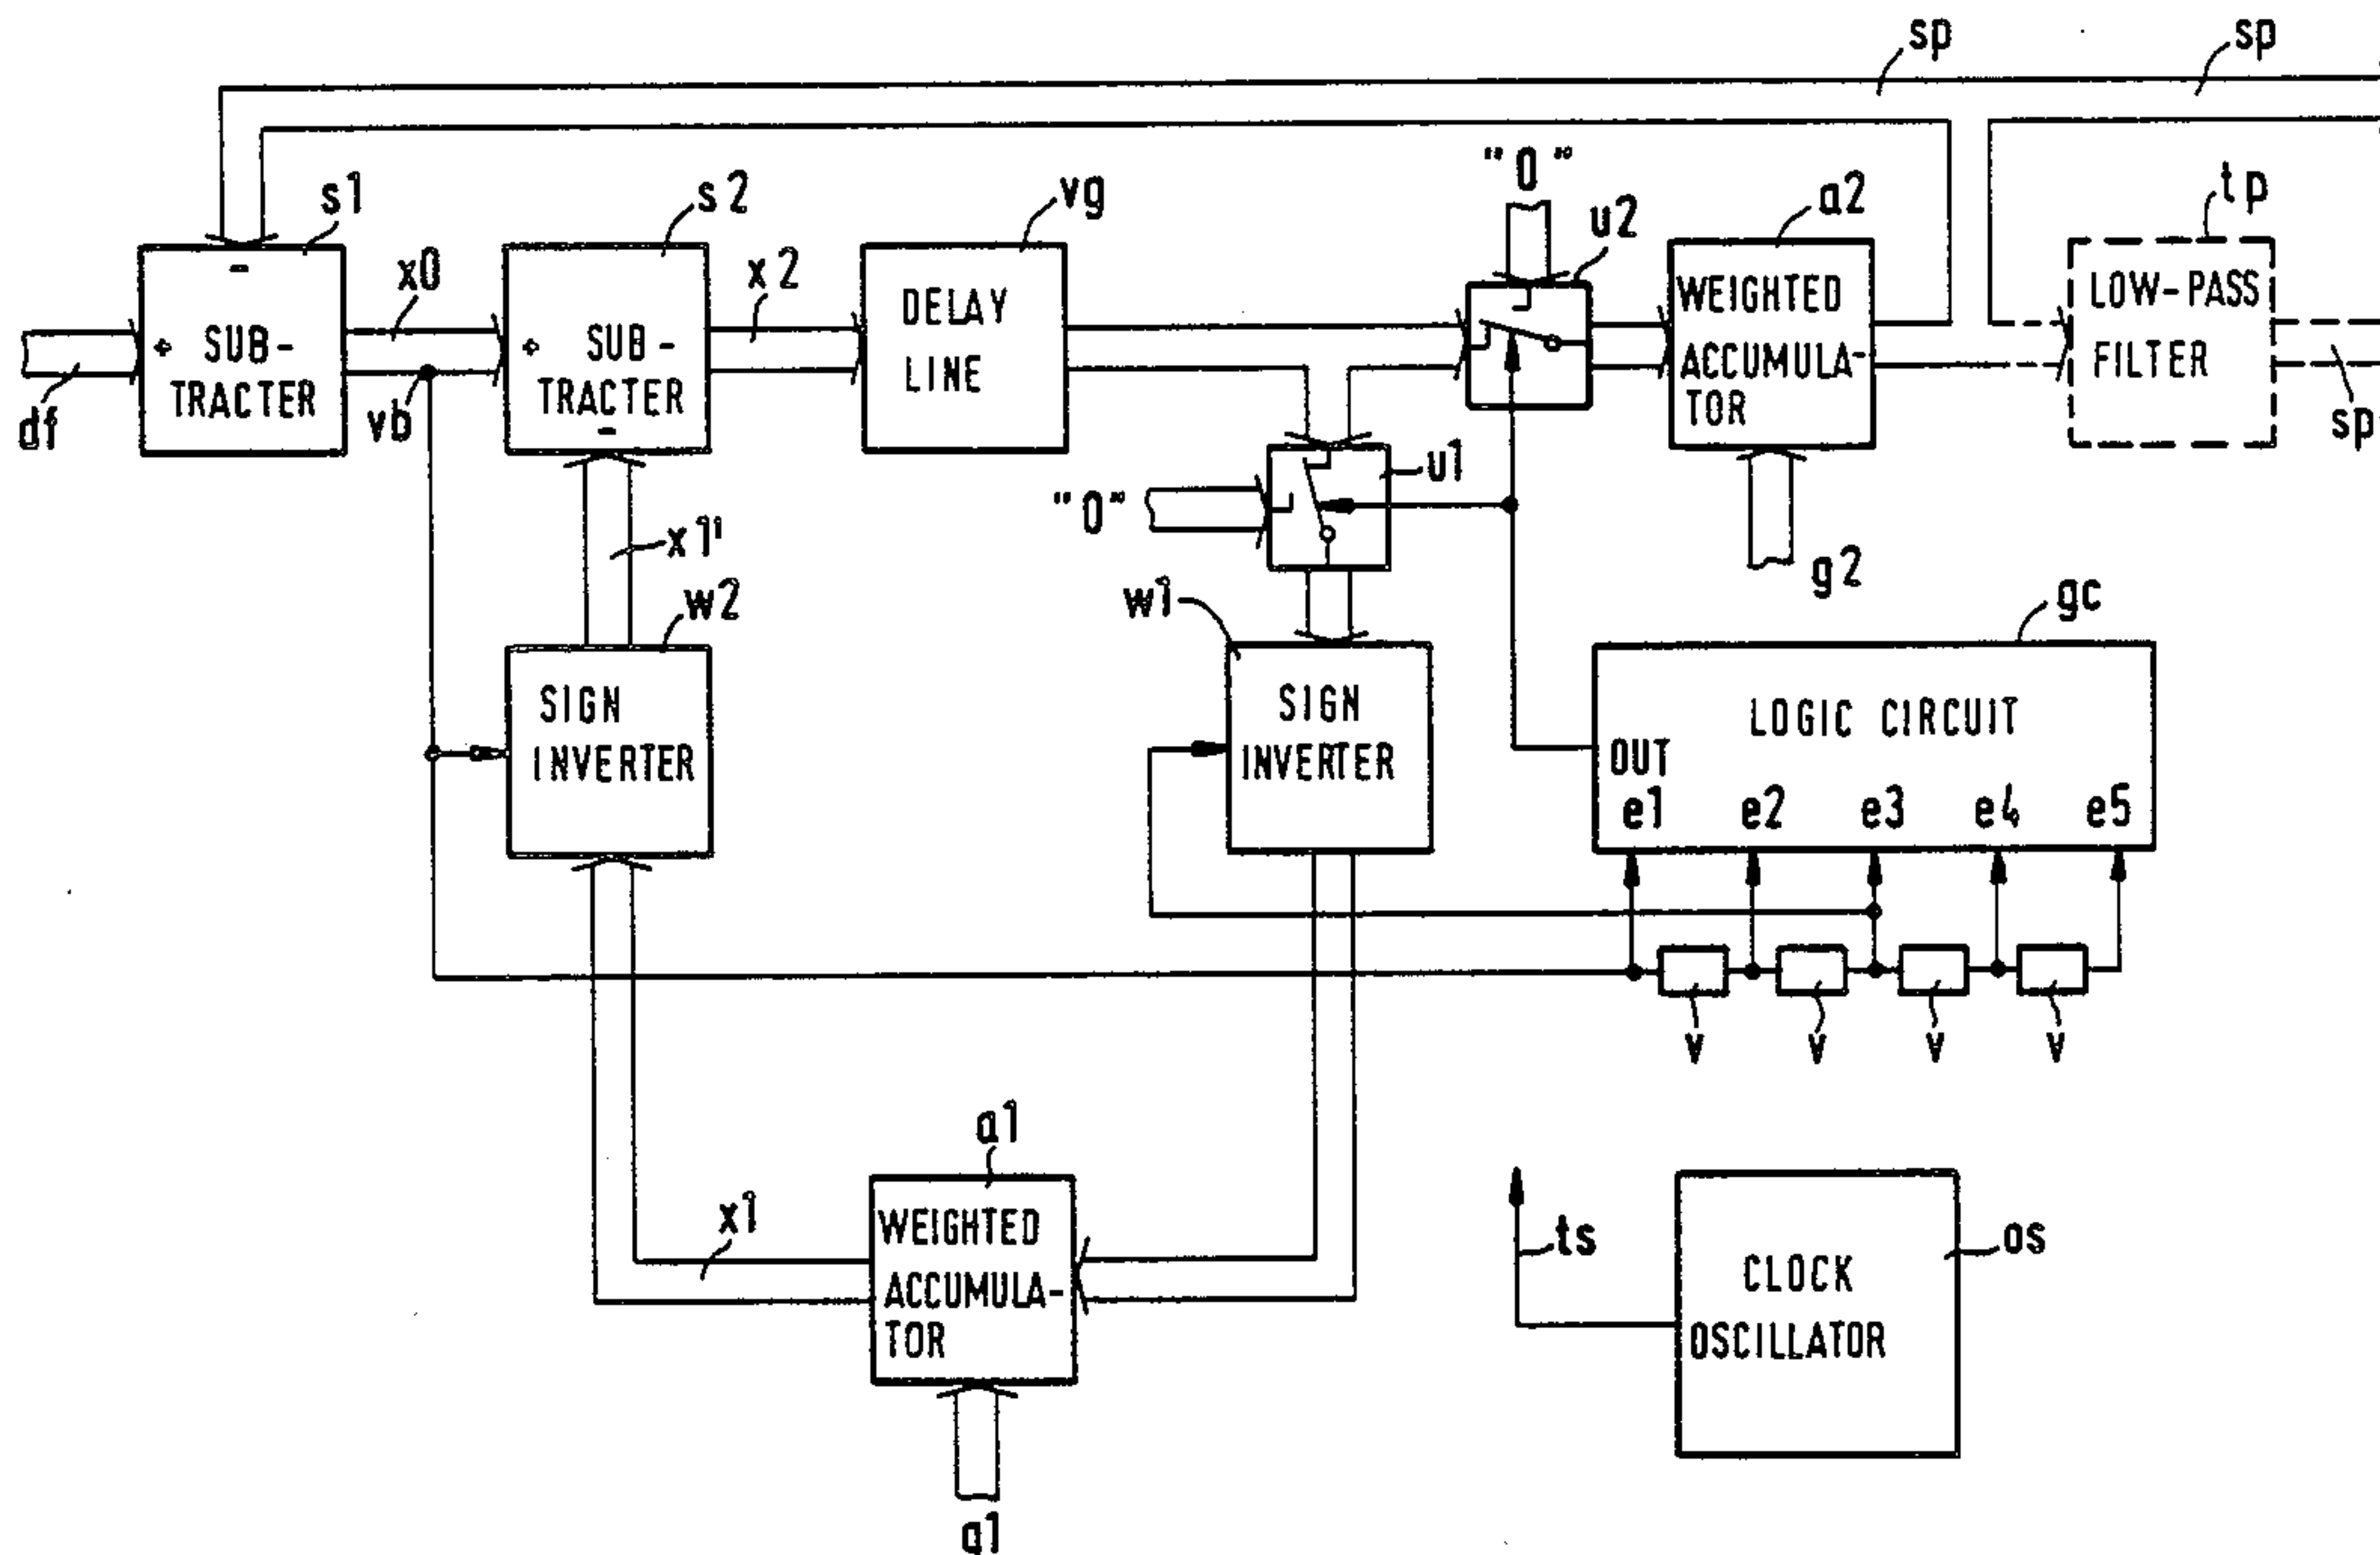 sp
sp
s1
s2
vg
"0"
u2
a2
tp
-
x0
x2
+ SUB-
TRACTER
+ SUB-
TRACTER
-
DELAY
LINE
WEIGHTED
ACCUMULA-
TOR
LOW-PASS
FILTER
df
vb
sp
"0"
u1
x1'
g2
w2
w1
gc
SIGN
INVERTER
SIGN
INVERTER
LOGIC CIRCUIT
OUT
e1 e2 e3 e4 e5
v v v v
a1
x1
WEIGHTED
ACCUMULA-
TOR
ts
os
CLOCK
OSCILLATOR
g1